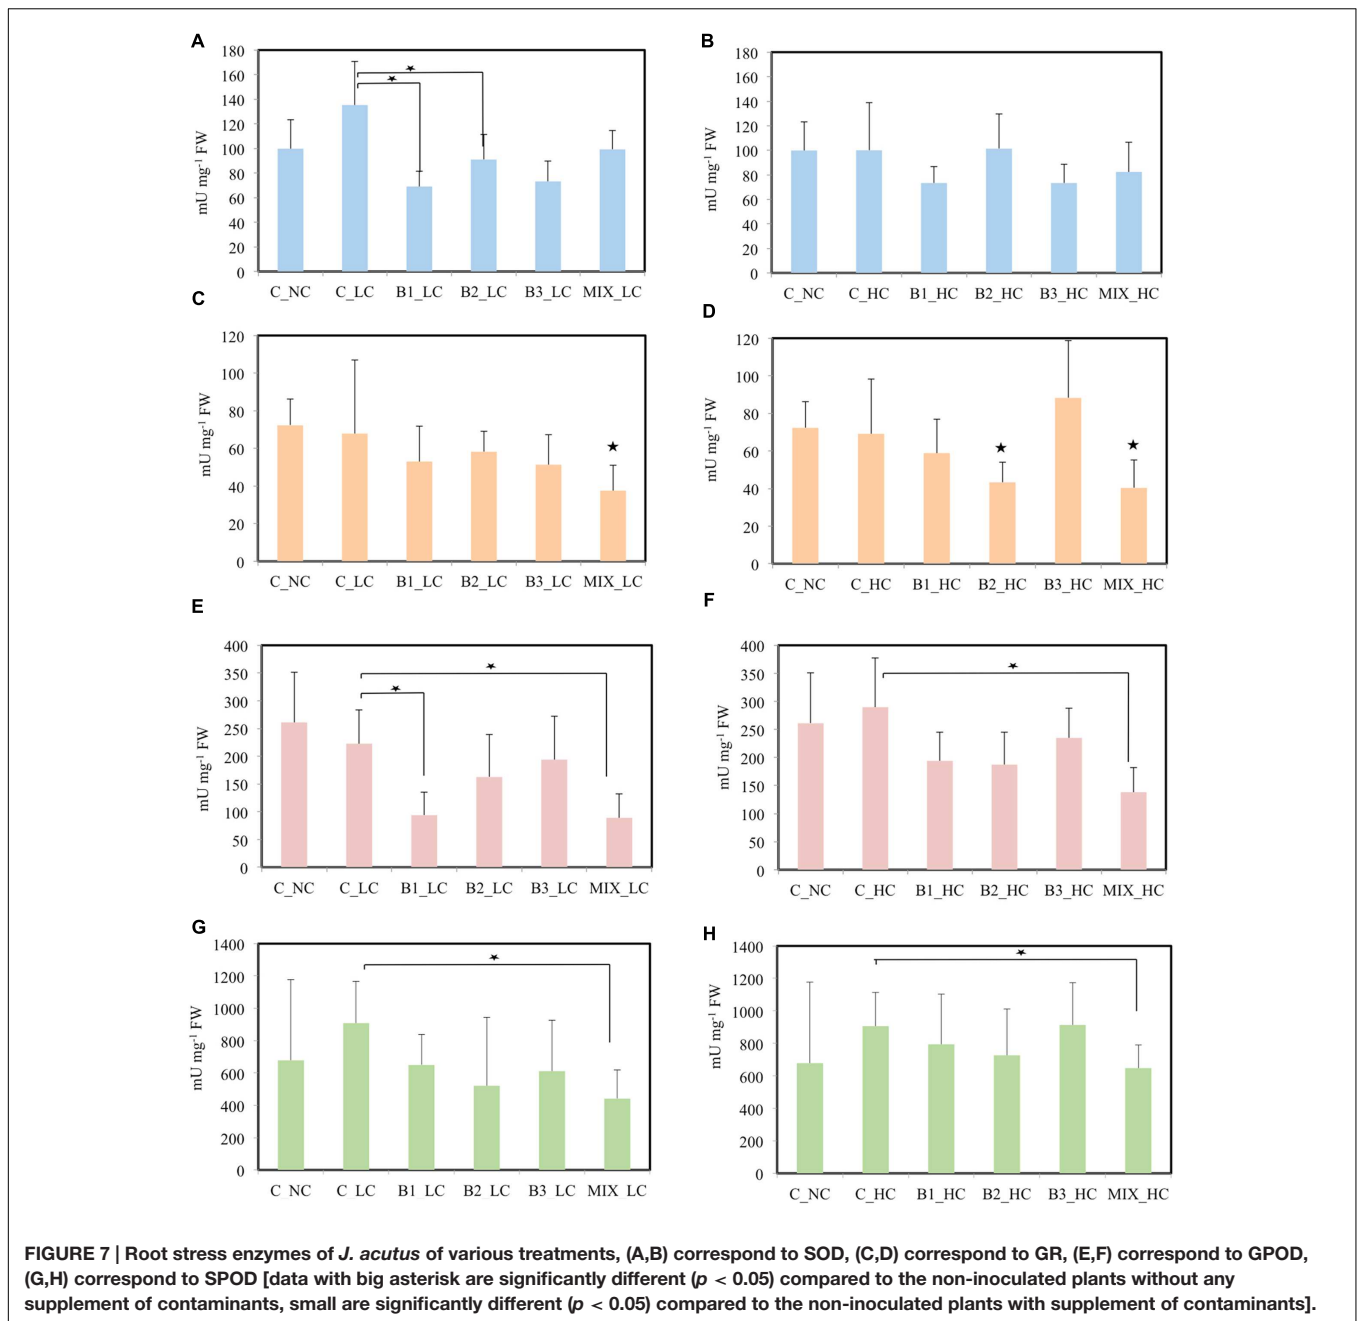 A
180
160
140
120
100
80
60
40
20
0
mU mg-1 FW
C_NC C_LC B1_LC B2_LC B3_LC MIX_LC
B
180
160
140
120
100
80
60
40
20
0
mU mg-1 FW
C_NC C_HC B1_HC B2_HC B3_HC MIX_HC
C
120
100
80
60
40
20
0
mU mg-1 FW
C_NC C_LC B1_LC B2_LC B3_LC MIX_LC
D
120
100
80
60
40
20
0
mU mg-1 FW
C_NC C_HC B1_HC B2_HC B3_HC MIX_HC
E
400
350
300
250
200
150
100
50
0
mU mg-1 FW
C_NC C_LC B1_LC B2_LC B3_LC MIX_LC
F
400
350
300
250
200
150
100
50
0
mU mg-1 FW
C_NC C_HC B1_HC B2_HC B3_HC MIX_HC
G
1400
1200
1000
800
600
400
200
0
mU mg-1 FW
C_NC C_LC B1_LC B2_LC B3_LC MIX_LC
H
1400
1200
1000
800
600
400
200
0
mU mg-1 FW
C_NC C_HC B1_HC B2_HC B3_HC MIX_HC
FIGURE 7 | Root stress enzymes of J. acutus of various treatments, (A,B) correspond to SOD, (C,D) correspond to GR, (E,F) correspond to GPOD,
(G,H) correspond to SPOD [data with big asterisk are significantly different (p < 0.05) compared to the non-inoculated plants without any
supplement of contaminants, small are significantly different (p < 0.05) compared to the non-inoculated plants with supplement of contaminants].